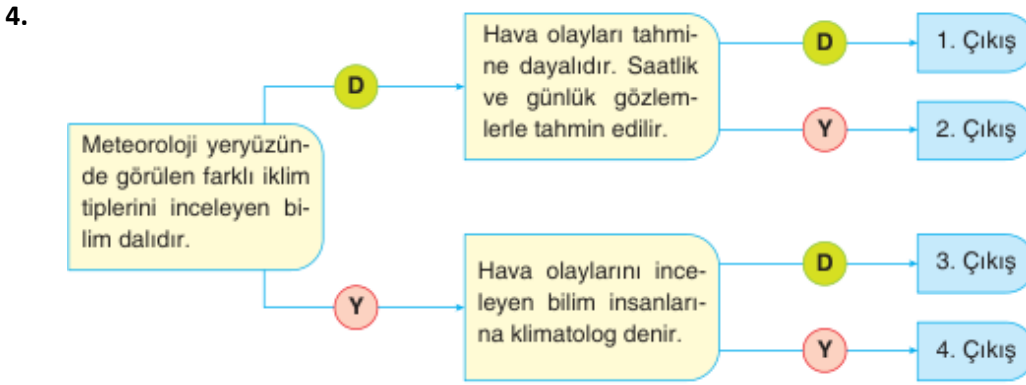 4.
Meteoroloji yeryüzün-
de görülen farklı iklim
tiplerini inceleyen bi-
lim dalıdır.
D
Hava olayları tahmi-
ne dayalıdır. Saatlik
ve günlük gözlem-
lerle tahmin edilir.
D
1. Çıkış
Y
2. Çıkış
Y
Hava olaylarını ince-
leyen bilim insanları-
na klimatolog denir.
D
3. Çıkış
Y
4. Çıkış